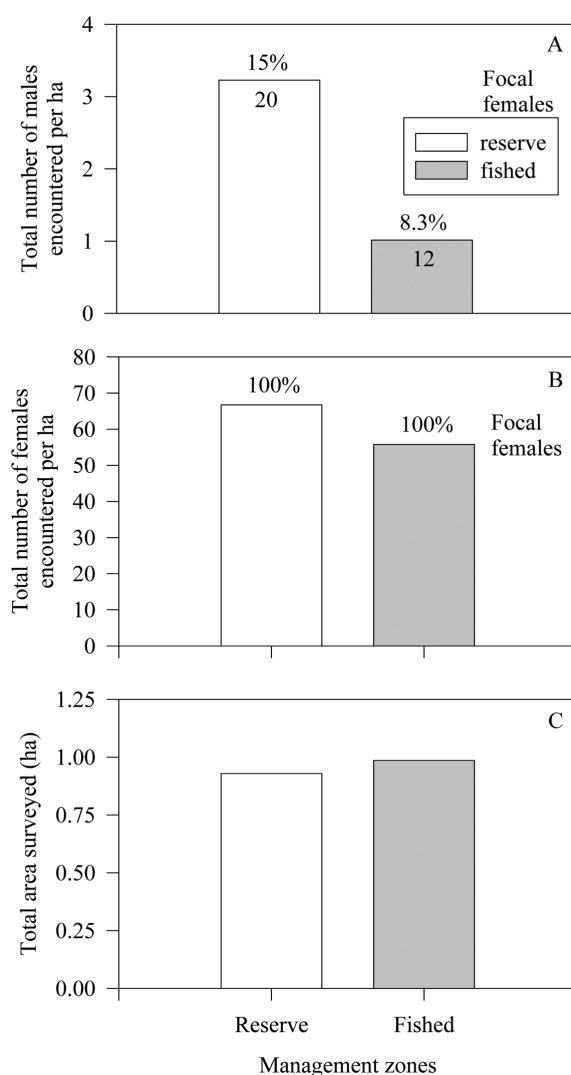 Total number of males
encountered per ha
4
3
2
1
0
A
15%
20
Focal
females
reserve
fished
8.3%
12
Total number of females
encountered per ha
80
70
60
50
40
30
20
10
0
B
100%
100%
Focal
females
Total area surveyed (ha)
1.25
1.00
0.75
0.50
0.25
0.00
C
Reserve
Fished
Management zones